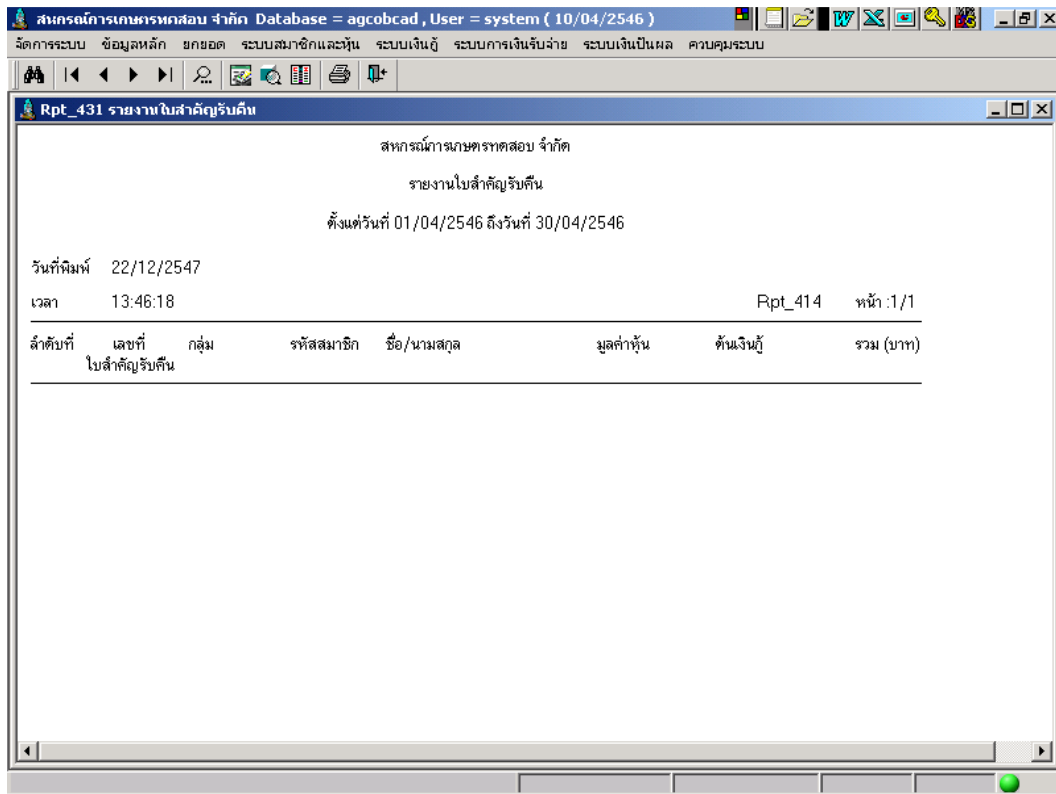 สหกรณ์การเกษตรทดสอบ จำกัด Database = agcobcad , User = system ( 10/04/2546 )
จัดการระบบ ข้อมูลหลัก ยกยอด ระบบสมาชิกและหุ้น ระบบเงินกู้ ระบบการเงินรับจ่าย ระบบเงินปันผล ควบคุมระบบ
Rpt_431 รายงานใบสำคัญรับคืน
สหกรณ์การเกษตรทดสอบ จำกัด
รายงานใบสำคัญรับคืน
ตั้งแต่วันที่ 01/04/2546 ถึงวันที่ 30/04/2546
วันที่พิมพ์ 22/12/2547
เวลา 13:46:18 Rpt_414 หน้า :1/1
ลำดับที่ เลขที่ กลุ่ม รหัสสมาชิก ชื่อ/นามสกุล มูลค่าหุ้น ต้นเงินกู้ รวม (บาท)
ใบสำคัญรับคืน